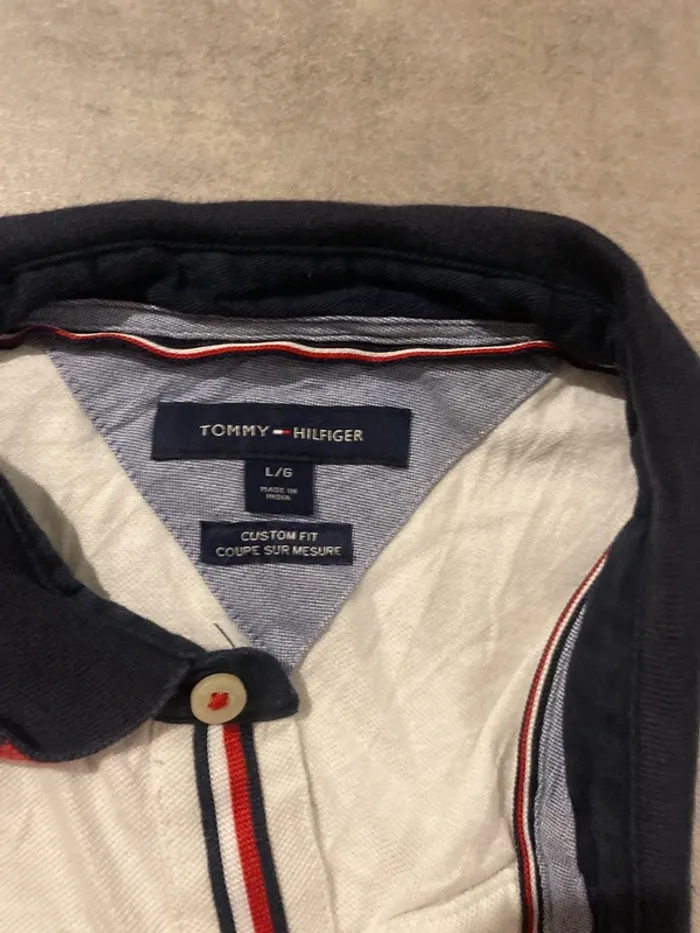 TOMMY HILFIGER
L/G
MADE IN
INDIA
CUSTOM FIT
COUPE SUR MESURE